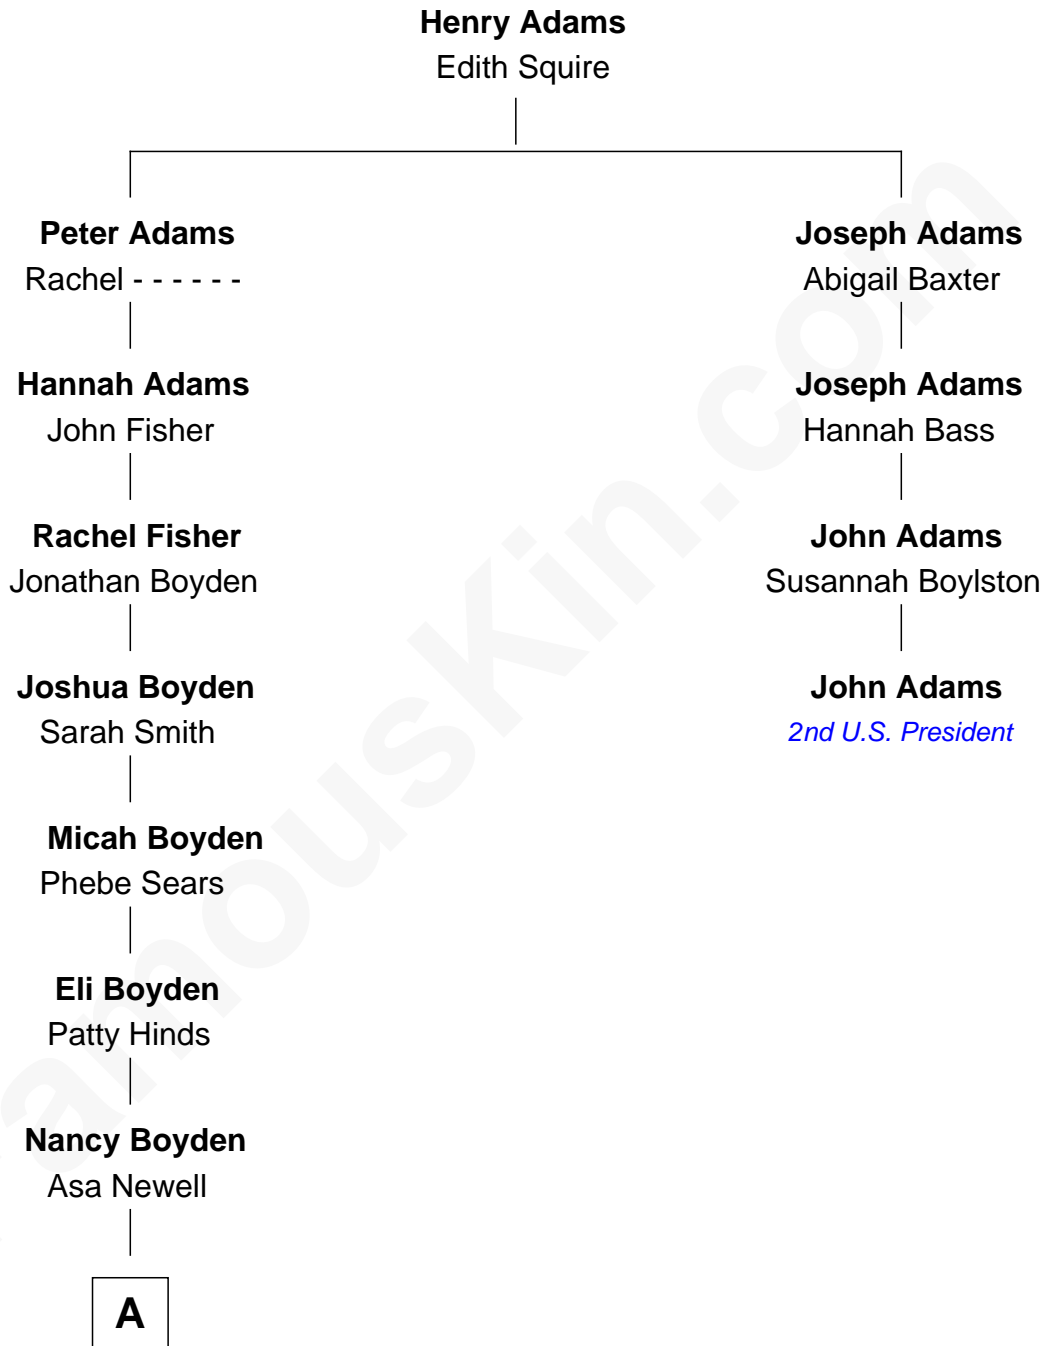 Henry Adams
Edith Squire
Peter Adams
Rachel - - - - - -
Joseph Adams
Abigail Baxter
Hannah Adams
John Fisher
Joseph Adams
Hannah Bass
Rachel Fisher
Jonathan Boyden
John Adams
Susannah Boylston
Joshua Boyden
Sarah Smith
John Adams
2nd U.S. President
Micah Boyden
Phebe Sears
Eli Boyden
Patty Hinds
Nancy Boyden
Asa Newell
A
amouskin.com